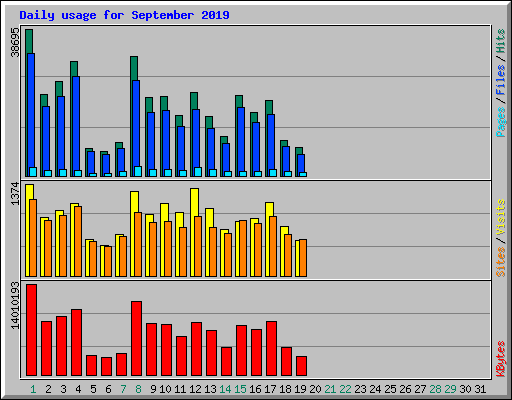 Daily usage for September 2019
38695
Pages / Files / Hits
1374
Sites / Visits
14010193
KBytes
1 2 3 4 5 6 7 8 9 10 11 12 13 14 15 16 17 18 19 20 21 22 23 24 25 26 27 28 29 30 31